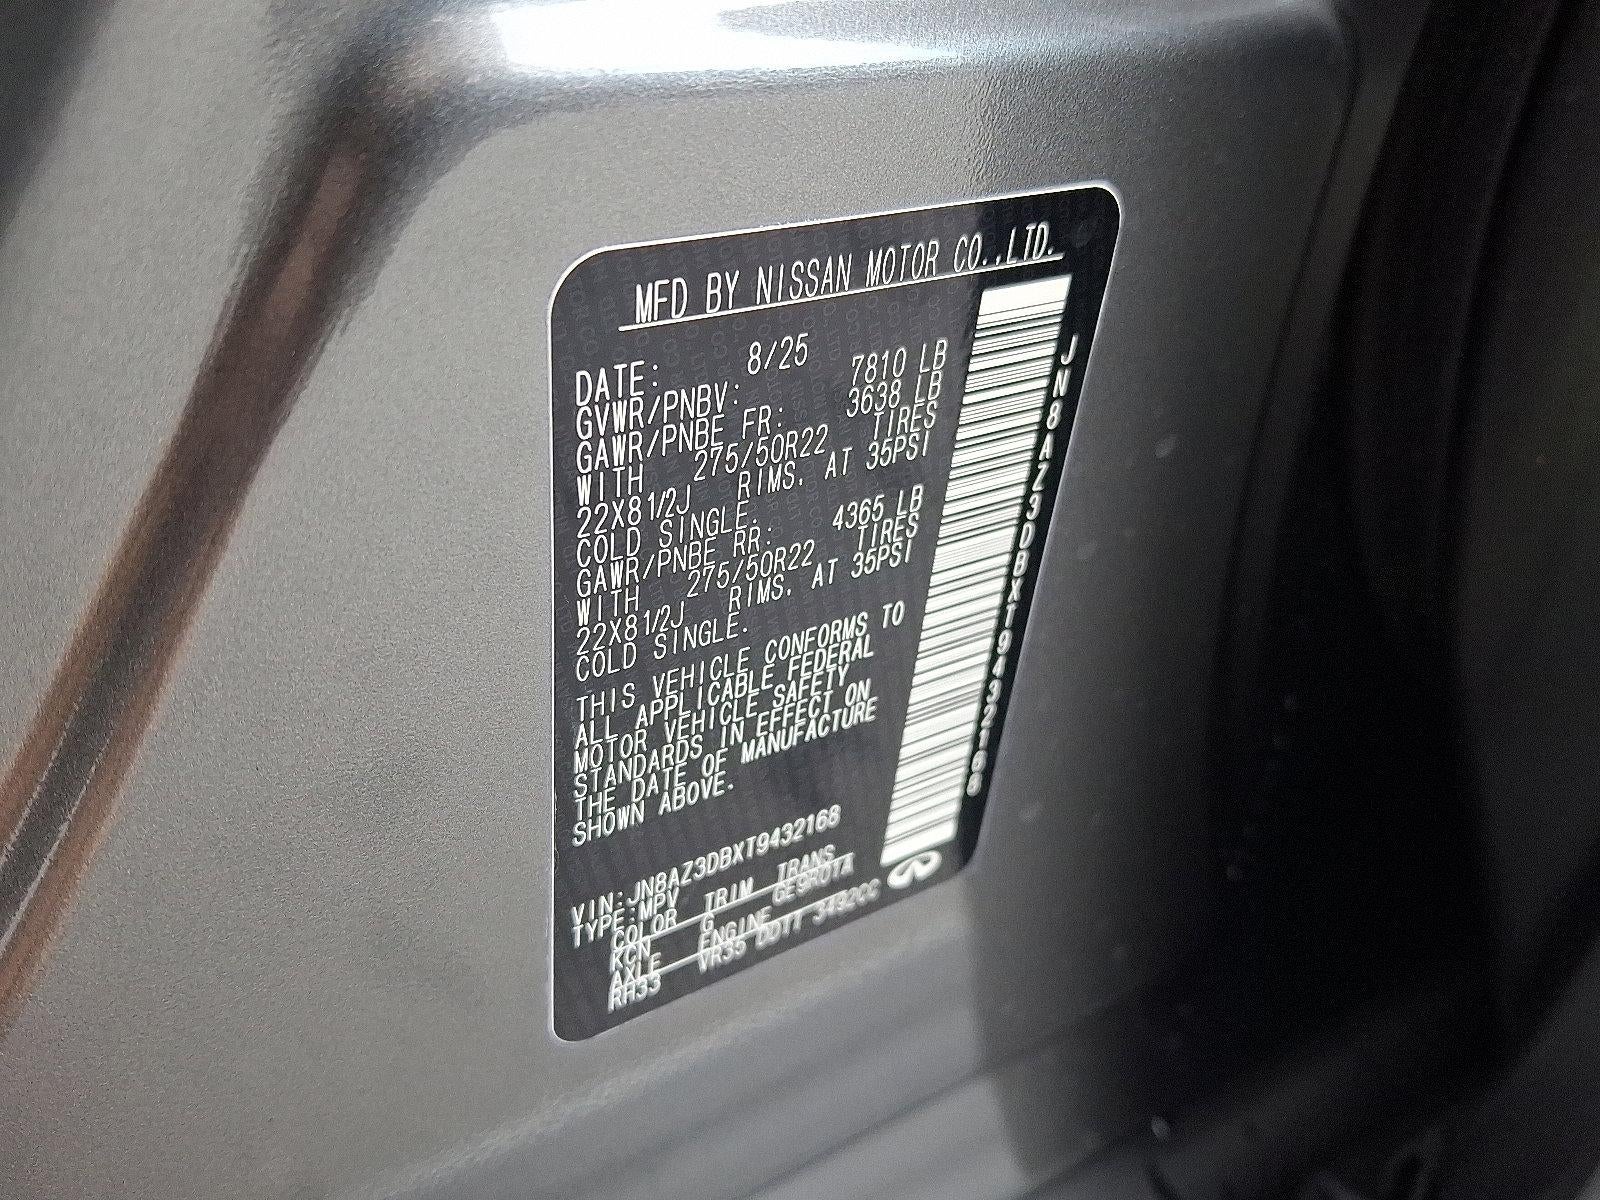 MFD BY NISSAN MOTOR CO.,LTD.
DATE: 8/25
GVWR/PNBV: 7810 LB
GAWR/PNBE FR: 3638 LB
WITH 275/50R22 TIRES
22X81/2J RIMS, AT 35PSI
COLD SINGLE.
GAWR/PNBE RR: 4365 LB
WITH 275/50R22 TIRES
22X81/2J RIMS, AT 35PSI
COLD SINGLE.
THIS VEHICLE CONFORMS TO
ALL APPLICABLE FEDERAL
MOTOR VEHICLE SAFETY
STANDARDS IN EFFECT ON
THE DATE OF MANUFACTURE
SHOWN ABOVE.
VIN:JN8AZ3DBXT9432168
TYPE:MPV
COLOR TRIM TRANS
KCN G GE9R01A
AXLE ENGINE
RH33 VR35 DDTT 3492CC
JN8AZ3DBXT9432168